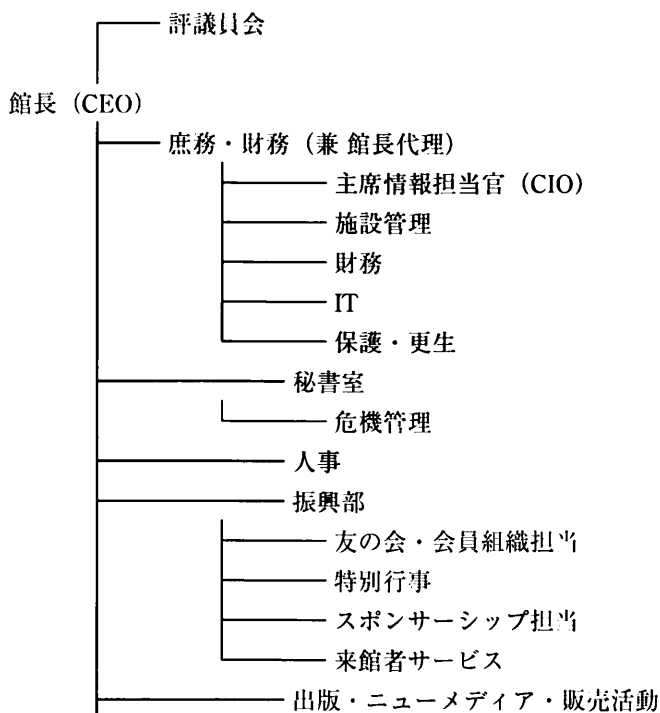 評議員会
館長（CEO）
庶務・財務（兼 館長代理）
主席情報担当官（CIO）
施設管理
財務
IT
保護・更生
秘書室
危機管理
人事
振興部
友の会・会員組織担当
特別行事
スポンサーシップ担当
来館者サービス
出版・ニューメディア・販売活動